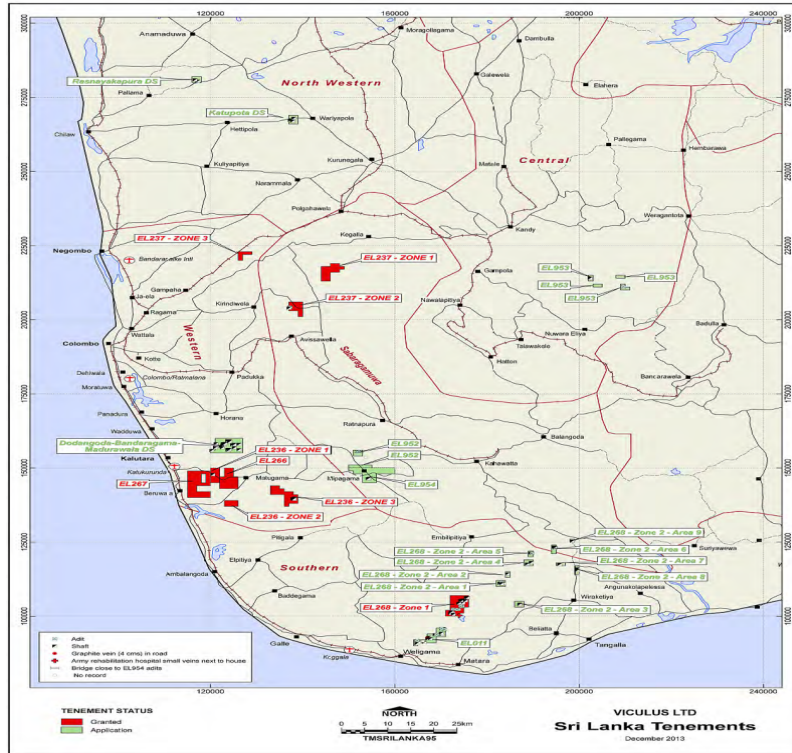 120000 160000 200000 240000
300000
275000
250000
225000
200000
175000
150000
125000
100000
Anamaduwa
Moragollagama
Dambulla
Rasnayakapura DS
Pallama
North Western
Galewela
Elahera
Katupota DS
Wariyapola
Chilaw
Hettipola
Kuliyapitiya
Kurunegala
Narammala
Matale
Central
Pallegama
Hembarawa
Polgahawela
Kandy
Weragantota
Negombo
EL237 - ZONE 3
Kegalla
EL237 - ZONE 1
Gampola
EL953
EL953
EL953
Gampaha
Ja-ela
Ragama
Kirindiwela
EL237 - ZONE 2
Nawalapitiya
Wattala
Western
Colombo
Avissawella
Nuwara Eliya
Talawakele
Badulla
Kotte
Sabaragamuwa
Hatton
Dehiwala
Colombo/Ratmalana
Padukka
Moratuwa
Bandarawela
Panadura
Horana
Ratnapura
Wadduwa
Balangoda
Dodangoda-Bandaragama-
Madurawala DS
EL236 - ZONE 1
EL952
Kalutara
EL266
EL952
Kahawatta
Katukurunda
EL267
Matugama
EL954
EL236 - ZONE 3
EL236 - ZONE 2
Pitigala
Embilipitiya
EL268 - Zone 2 - Area 9
EL268 - Zone 2 - Area 5
EL268 - Zone 2 - Area 6
Elpitiya
Southern
EL268 - Zone 2 - Area 4
EL268 - Zone 2 - Area 7
Ambalangoda
EL268 - Zone 2 - Area 2
EL268 - Zone 2 - Area 8
EL268 - Zone 2 - Area 1
Angunakolapelessa
Baddegama
EL268 - Zone 1
Wiraketiya
EL268 - Zone 2 - Area 3
EL011
Beliatta
Galle
Koggala
Weligama
Matara
Tangalla
Adit
Shaft
Graphite vein (4 cms) in road
Army rehabilitation hospital small veins next to house
Bridge close to EL954 adits
No record
120000 160000 200000 240000
TENEMENT STATUS
Granted
Application
NORTH
0 5 10 15 20 25km
TMSRILANKA95
VICULUS LTD
Sri Lanka Tenements
December 2013